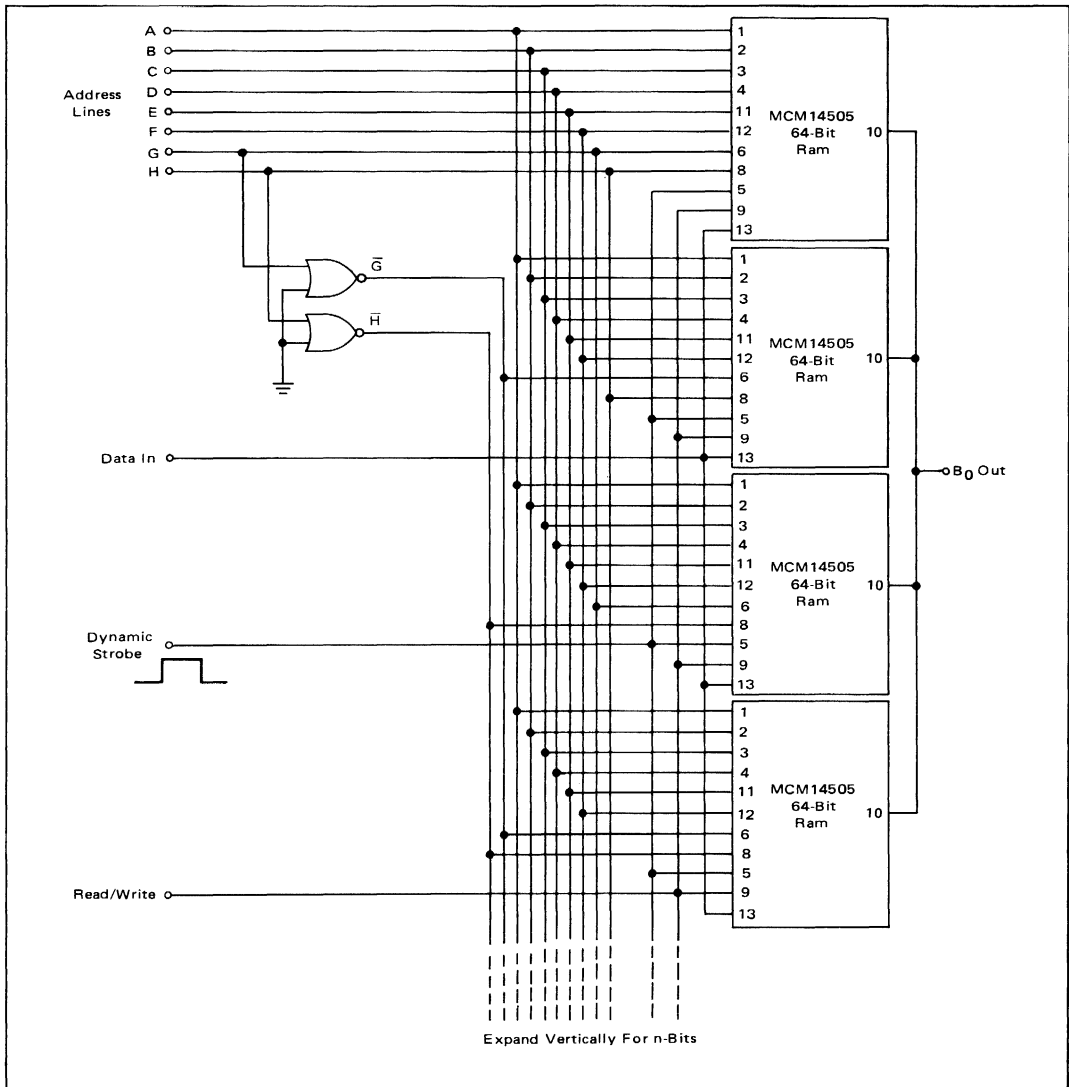 A
B
C
D
E
F
G
H
Address
Lines
G̅
H̅
Data In
Dynamic
Strobe
Read/Write
1
2
3
4
11
12
6
8
5
9
13
MCM14505
64-Bit
Ram
10
1
2
3
4
11
12
6
8
5
9
13
MCM14505
64-Bit
Ram
10
1
2
3
4
11
12
6
8
5
9
13
MCM14505
64-Bit
Ram
10
1
2
3
4
11
12
6
8
5
9
13
MCM14505
64-Bit
Ram
10
B0 Out
Expand Vertically For n-Bits